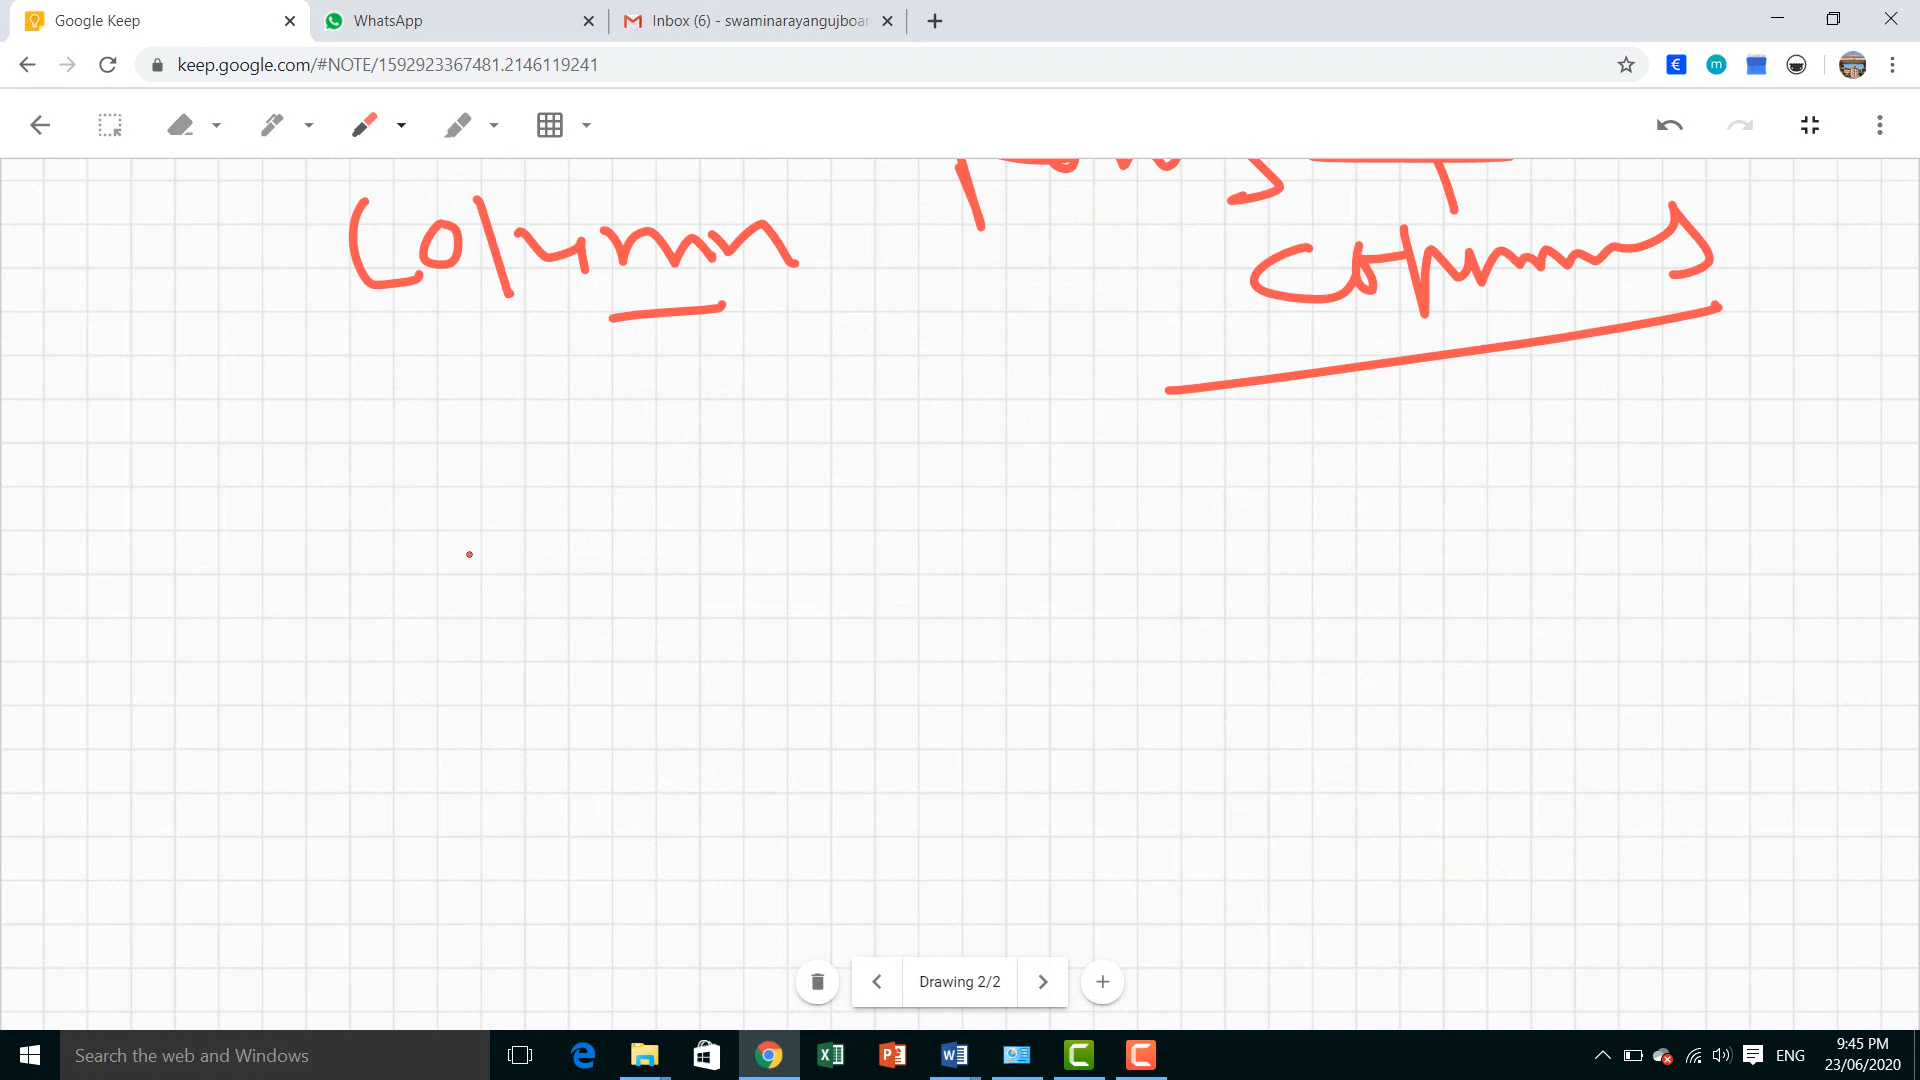 Google Keep
WhatsApp
Inbox (6) - swaminarayangujboar
keep.google.com/#NOTE/1592923367481.2146119241
Column
columns
Drawing 2/2
Search the web and Windows
ENG
9:45 PM
23/06/2020